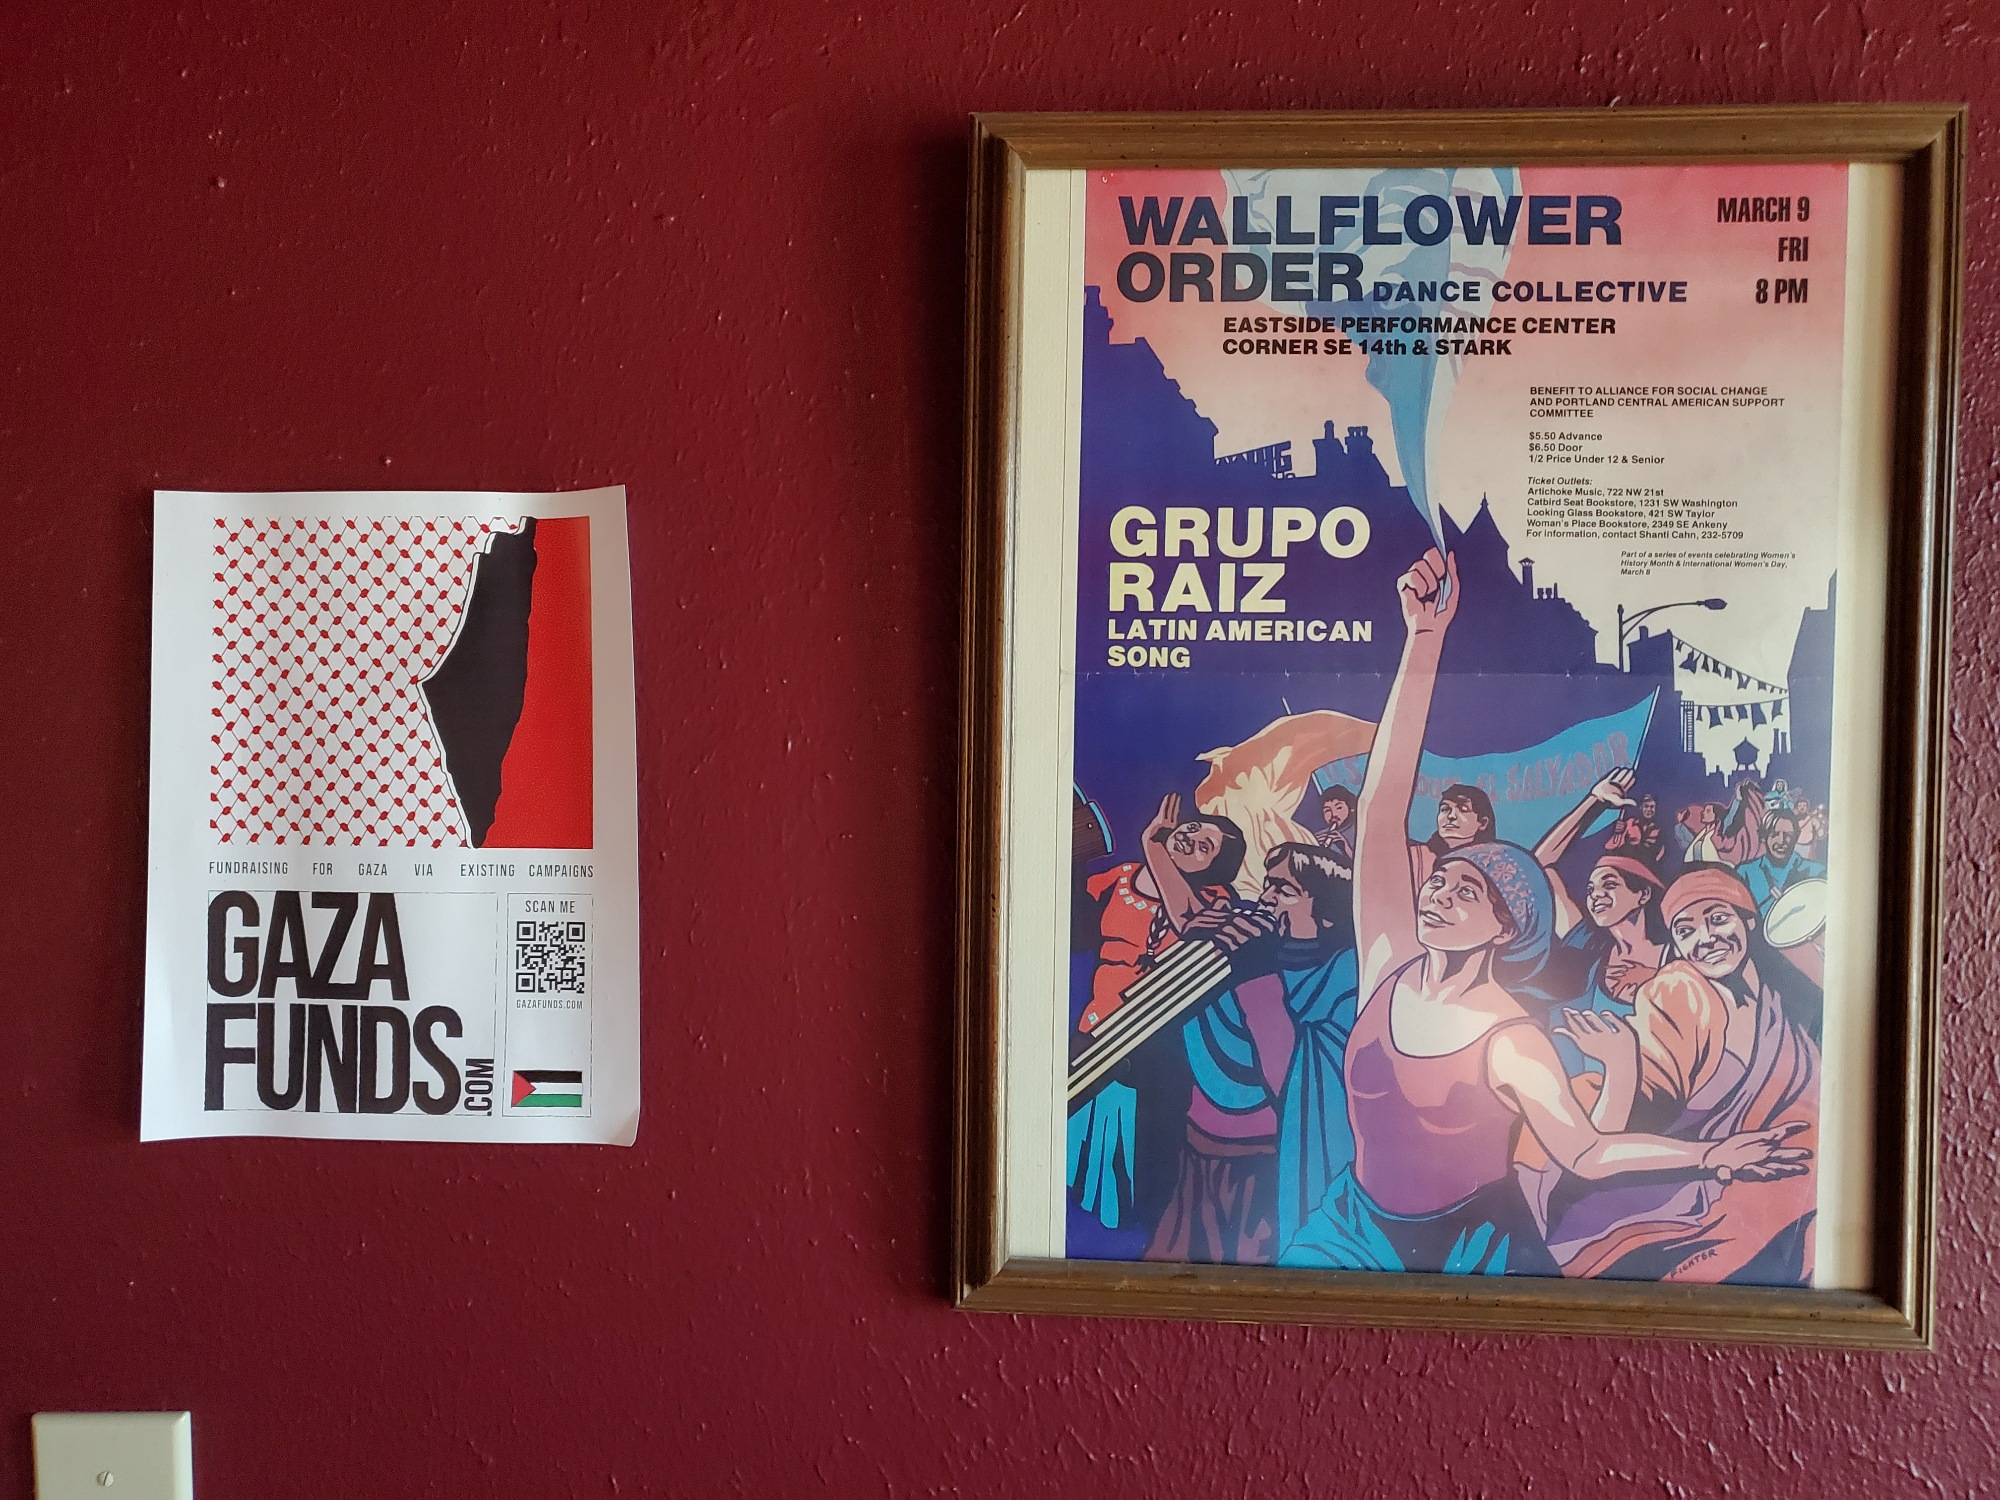 FUNDRAISING FOR GAZA VIA EXISTING CAMPAIGNS
GAZA
FUNDS
.COM
SCAN ME
GAZAFUNDS.COM
WALLFLOWER
ORDER DANCE COLLECTIVE
MARCH 9
FRI
8 PM
EASTSIDE PERFORMANCE CENTER
CORNER SE 14th & STARK
BENEFIT TO ALLIANCE FOR SOCIAL CHANGE
AND PORTLAND CENTRAL AMERICAN SUPPORT
COMMITTEE
$5.50 Advance
$6.50 Door
1/2 Price Under 12 & Senior
Ticket Outlets:
Artichoke Music, 722 NW 21st
Catbird Seat Bookstore, 1231 SW Washington
Looking Glass Bookstore, 421 SW Taylor
Woman's Place Bookstore, 2349 SE Ankeny
For information, contact Shanti Cahn, 232-5709
Part of a series of events celebrating Women's
History Month & International Women's Day,
March 8
GRUPO
RAIZ
LATIN AMERICAN
SONG
U.S. OUT EL SALVADOR
FIGHTER